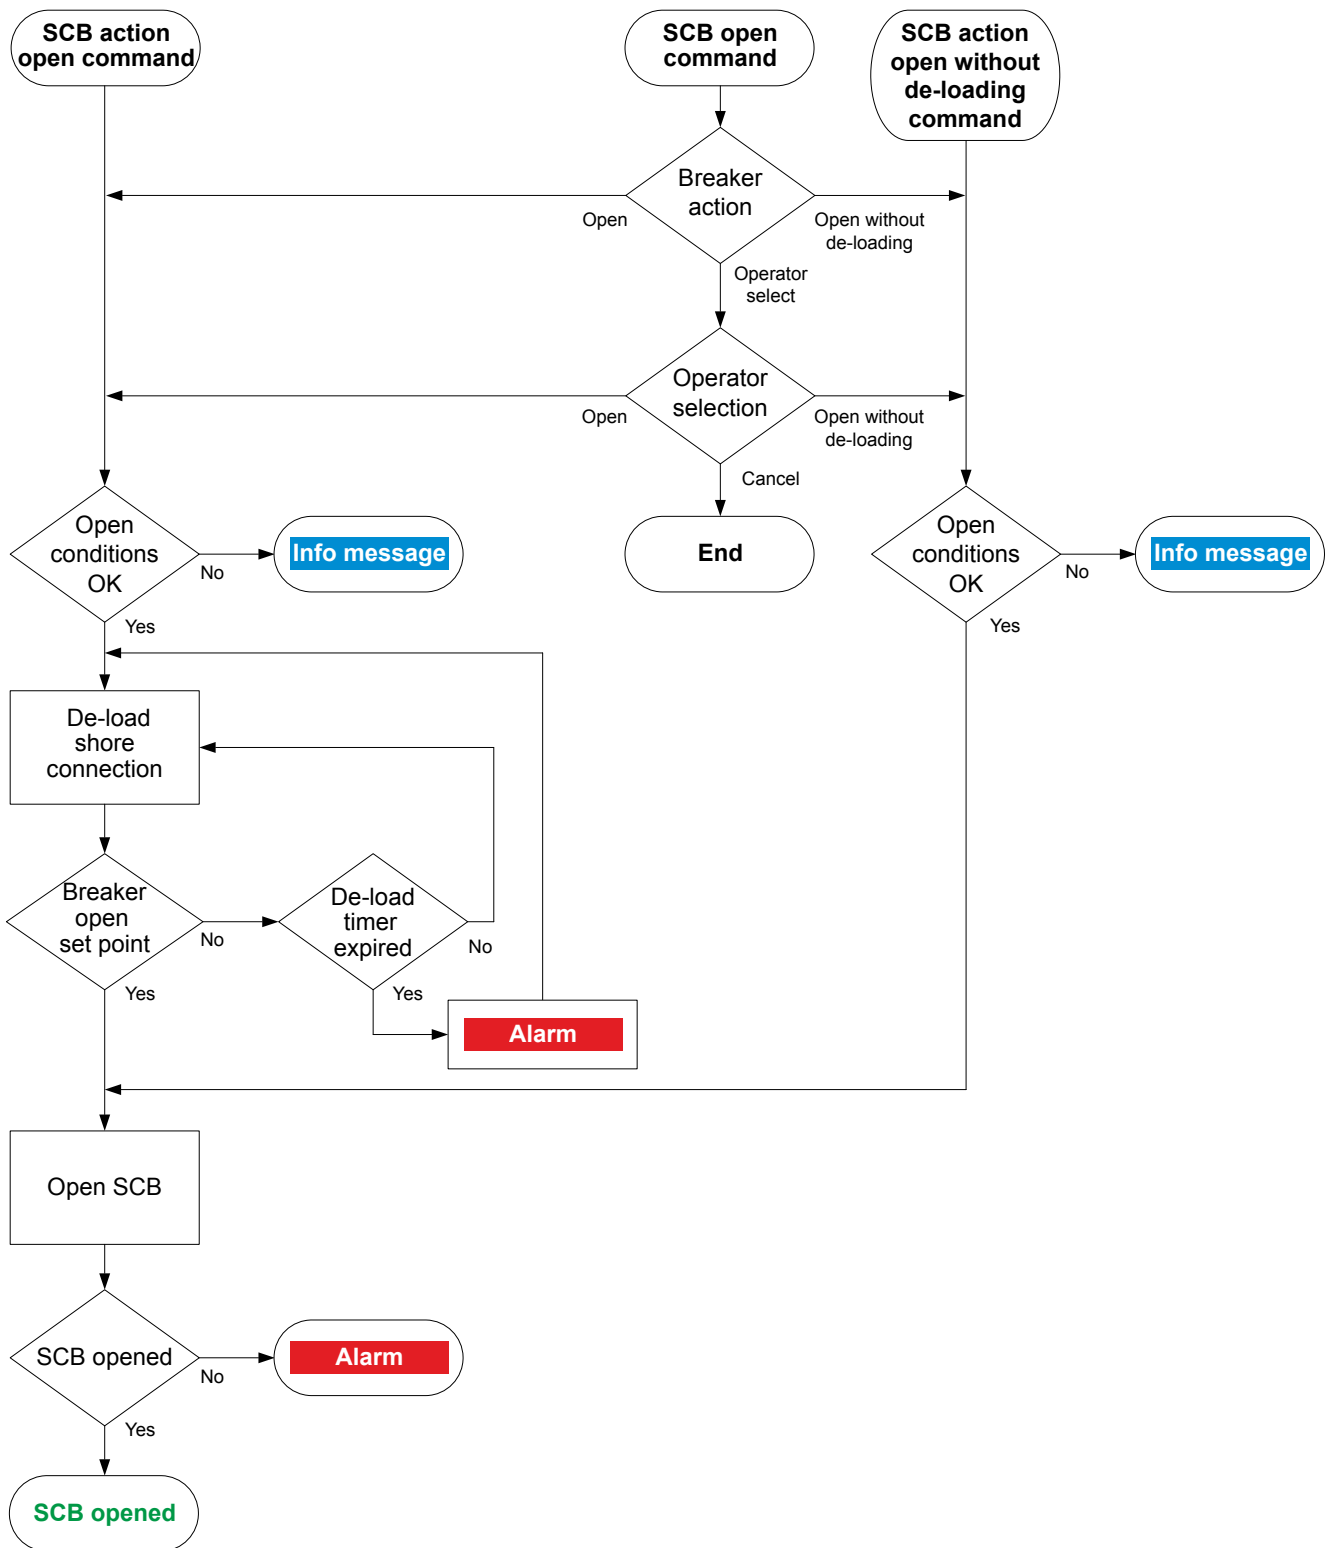 SCB action
open command
SCB open
command
SCB action
open without
de-loading
command
Breaker
action
Open
Open without
de-loading
Operator
select
Operator
selection
Open
Open without
de-loading
Cancel
Open
conditions
OK
No
Info message
End
Open
conditions
OK
No
Info message
Yes
Yes
De-load
shore
connection
Breaker
open
set point
No
De-load
timer
expired
No
Yes
Yes
Alarm
Open SCB
SCB opened
No
Alarm
Yes
SCB opened